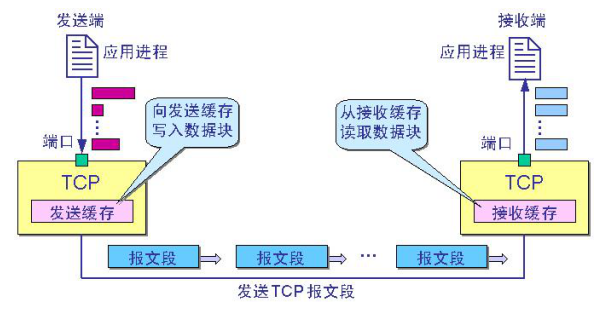 发送端
接收端
应用进程
应用进程
向发送缓存
写入数据块
从接收缓存
读取数据块
端口
端口
TCP
TCP
发送缓存
接收缓存
报文段
报文段
…
报文段
发送TCP报文段